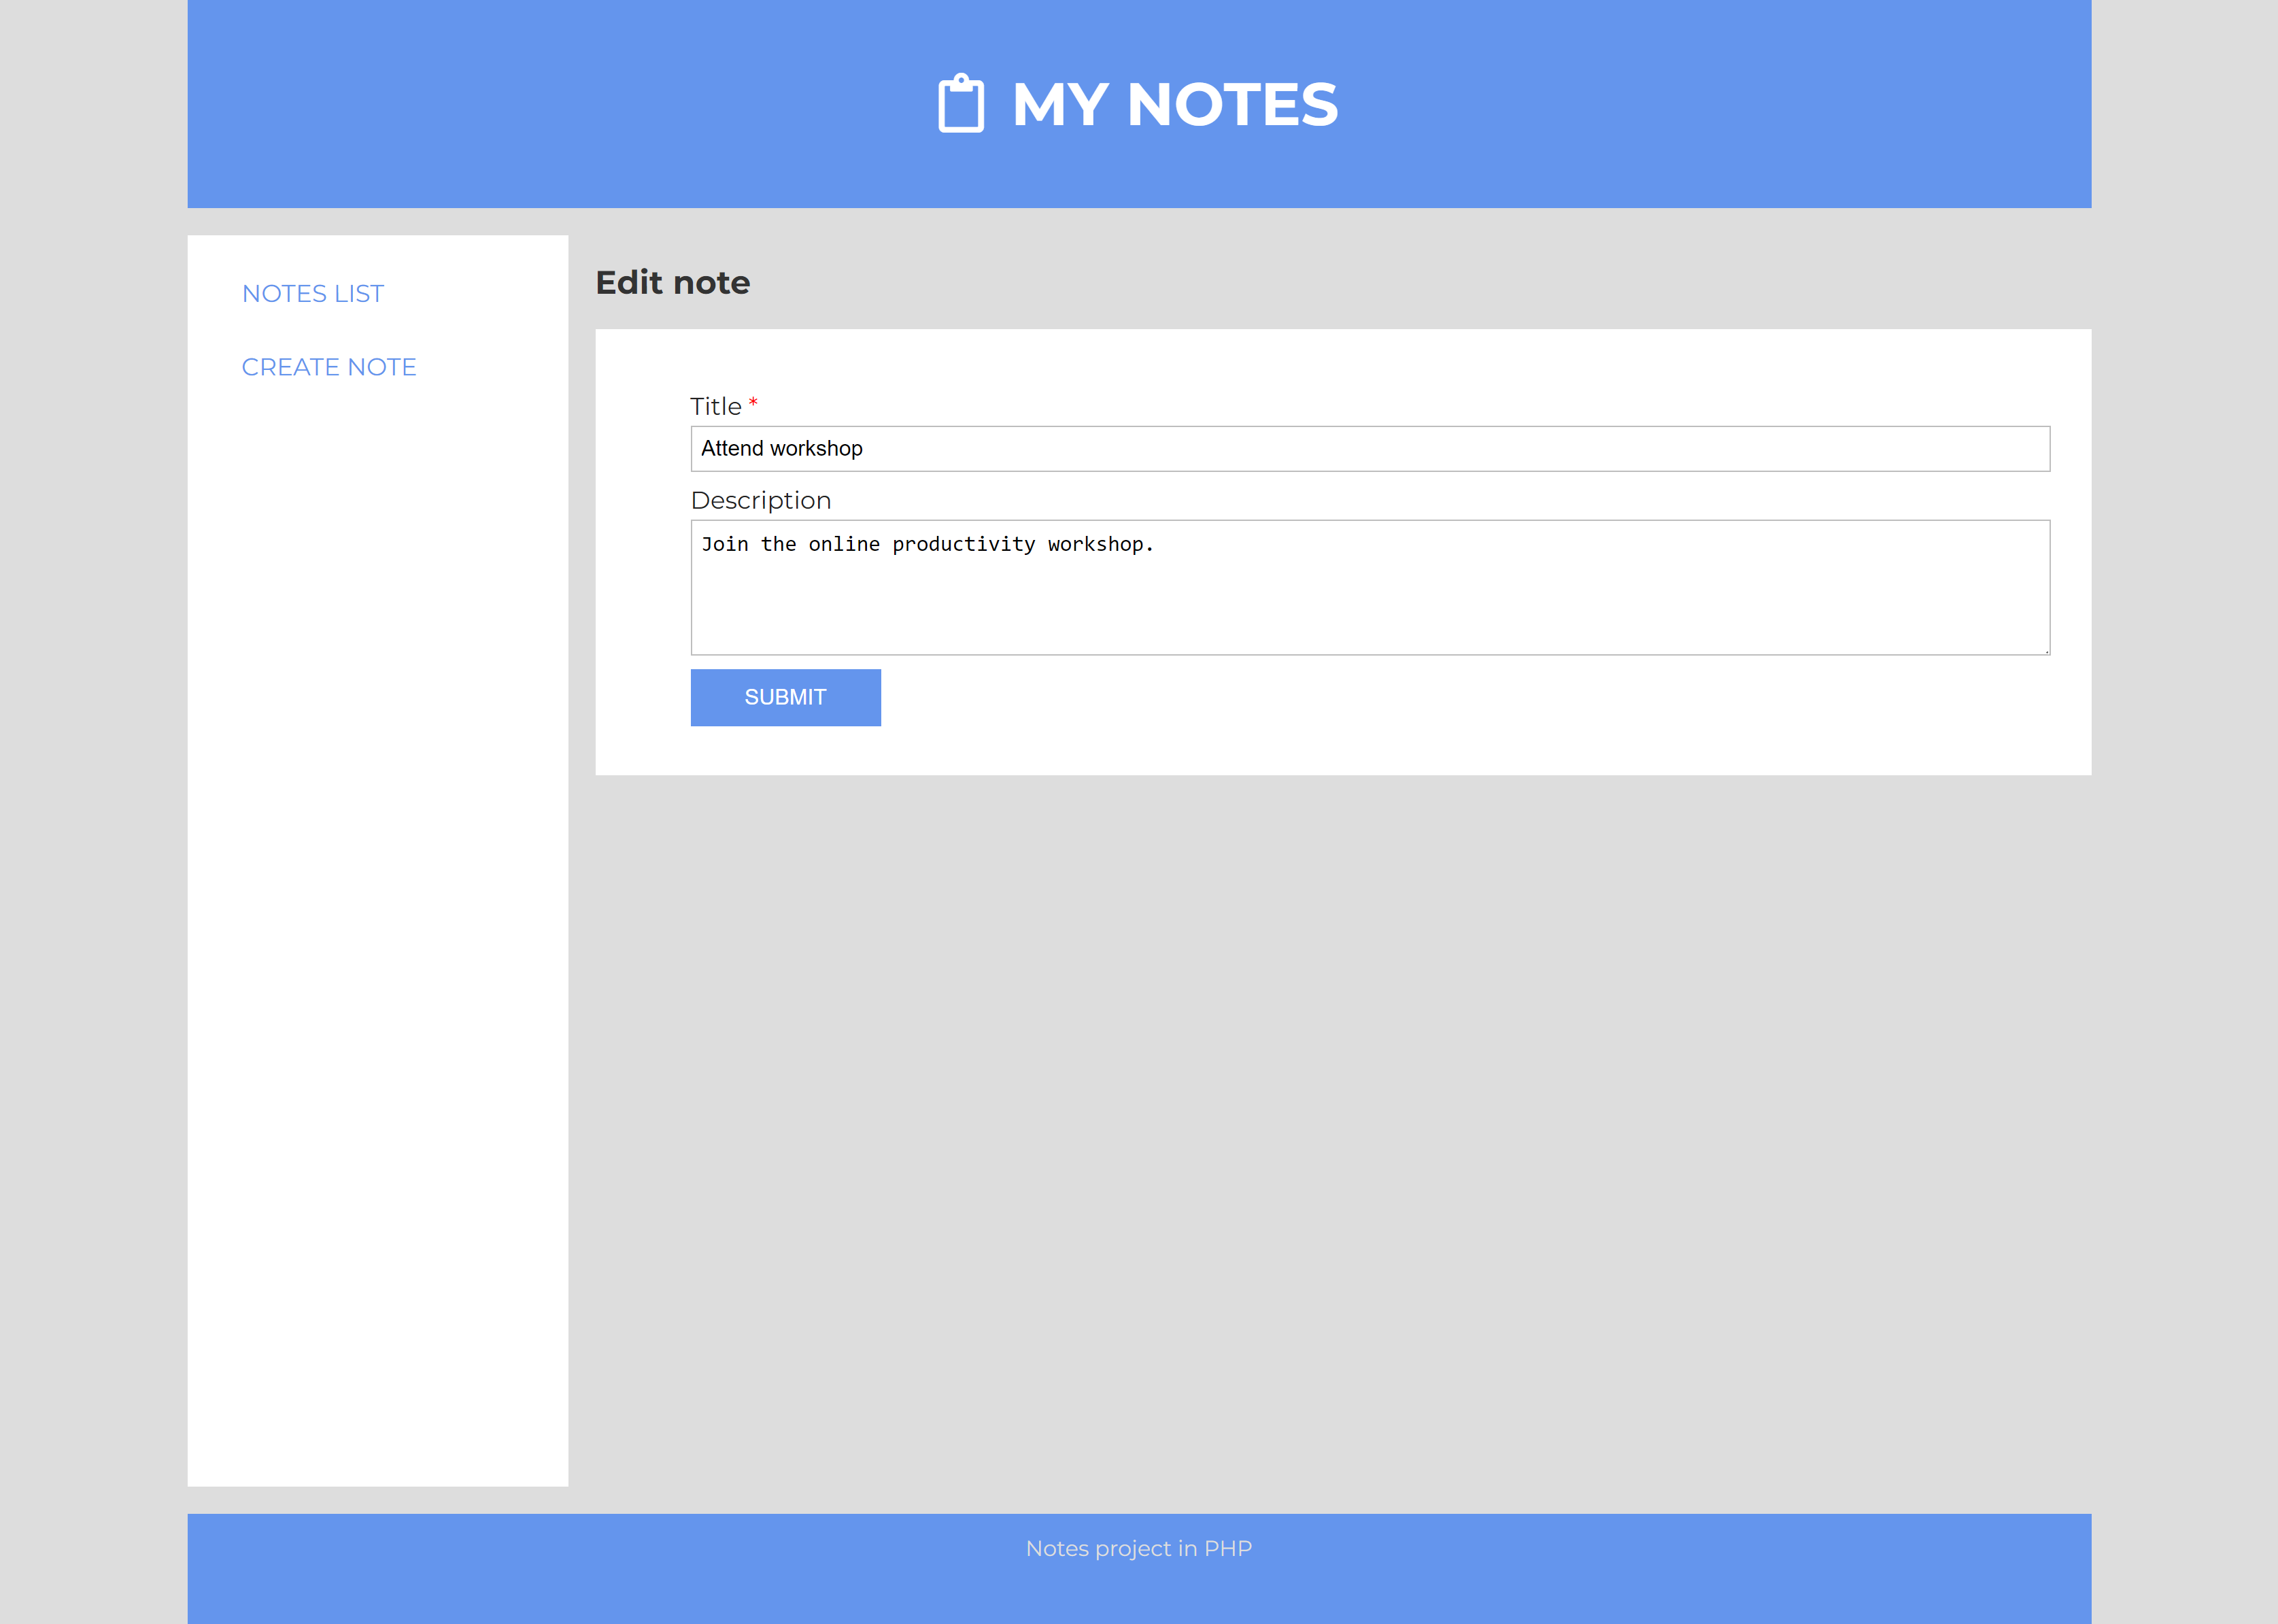 MY NOTES
NOTES LIST
CREATE NOTE
Edit note
Title *
Attend workshop
Description
Join the online productivity workshop.
SUBMIT
Notes project in PHP